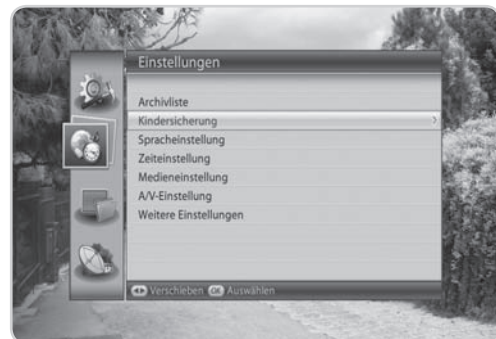 Einstellungen
Archivliste
Kindersicherung
Spracheinstellung
Zeiteinstellung
Medieneinstellung
A/V-Einstellung
Weitere Einstellungen
Verschieben OK Auswählen